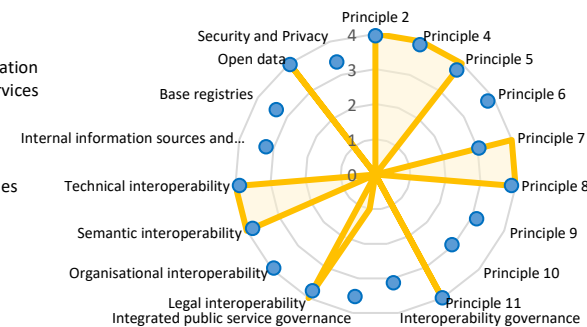 Principle 2
Security and Privacy
Principle 4
4
Open data
Principle 5
ation
3
rvices
Base registries
Principle 6
2
Internal information sources and...
1
Principle 7
0
es
Technical interoperability
Principle 8
Semantic interoperability
Principle 9
Organisational interoperability
Principle 10
Legal interoperability
Principle 11
Integrated public service governance
Interoperability governance